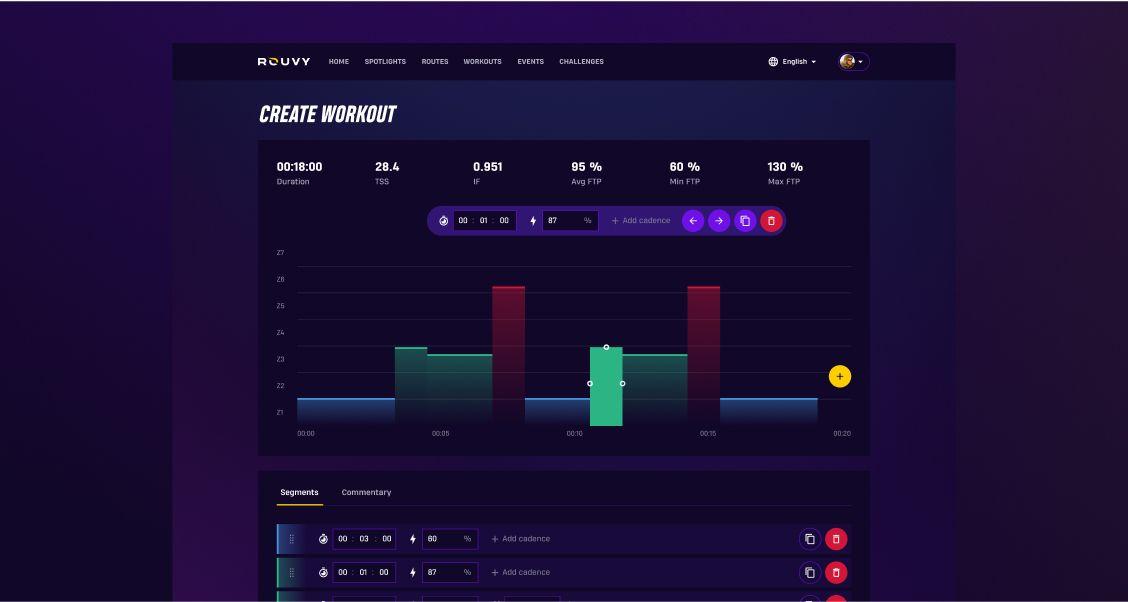 ROUVY HOME SPOTLIGHTS ROUTES WORKOUTS EVENTS CHALLENGES English
CREATE WORKOUT
00:18:00 28.4 0.951 95 % 60 % 130 %
Duration TSS IF Avg FTP Min FTP Max FTP
00 : 01 : 00 87 % + Add cadence
Z7
Z6
Z5
Z4
Z3
Z2
Z1
00:00 00:05 00:10 00:15 00:20
Segments Commentary
00 : 03 : 00 60 % + Add cadence
00 : 01 : 00 87 % + Add cadence